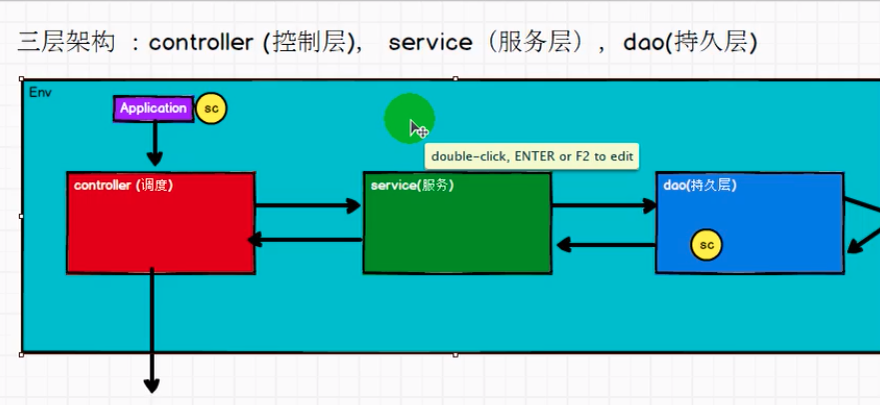 三层架构 : controller (控制层), service (服务层) , dao(持久层)
Env
Application
sc
double-click, ENTER or F2 to edit
controller (调度)
service(服务)
dao(持久层)
sc